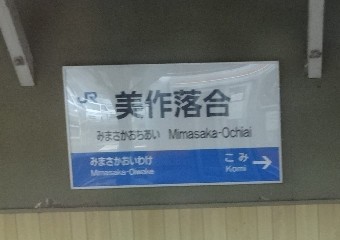 JR 美作落合
みまさかおちあい Mimasaka-Ochiai
みまさかおいわけ こみ →
Mimasaka-Oiwake Komi